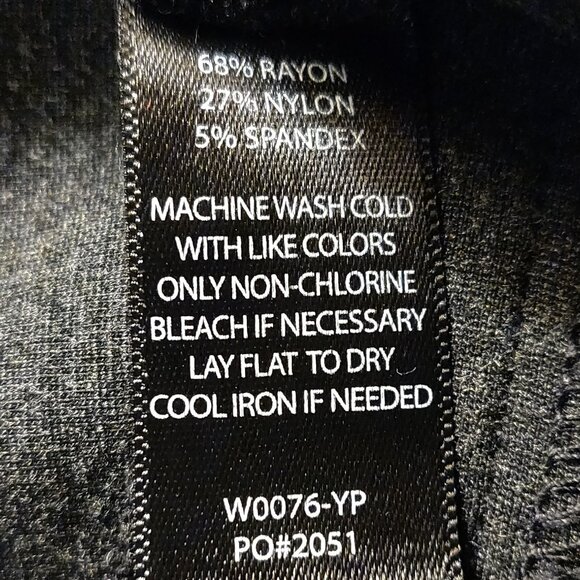 68% RAYON
27% NYLON
5% SPANDEX
MACHINE WASH COLD
WITH LIKE COLORS
ONLY NON-CHLORINE
BLEACH IF NECESSARY
LAY FLAT TO DRY
COOL IRON IF NEEDED
W0076-YP
PO#2051